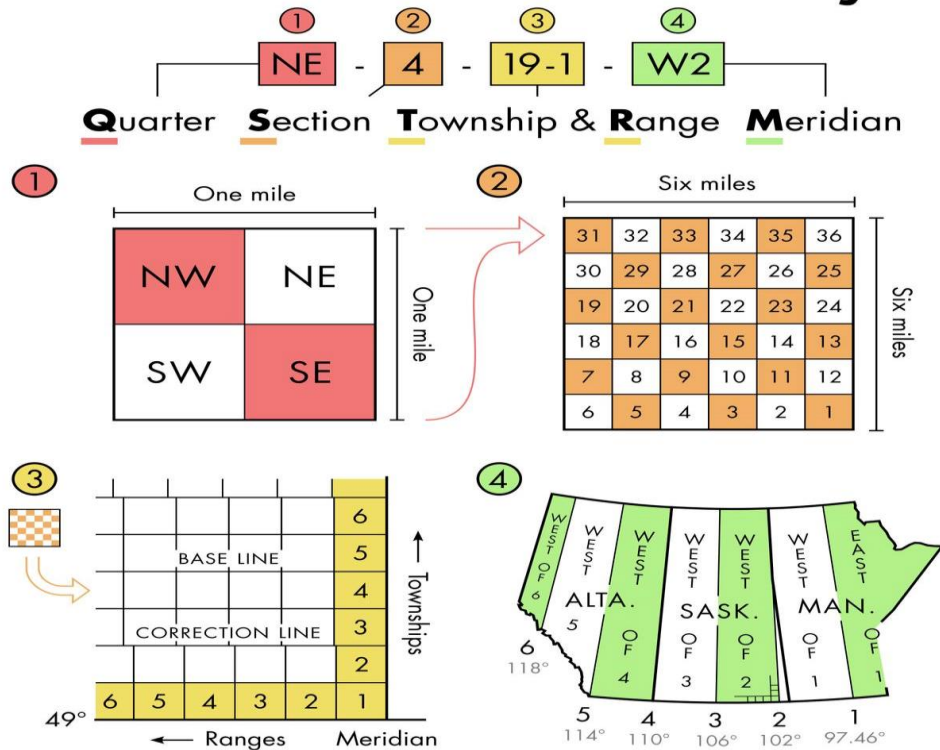 1 2 3 4
NE - 4 - 19-1 - W2
Quarter Section Township & Range Meridian
1
One mile
NW NE
SW SE
One mile
2
Six miles
31 32 33 34 35 36
30 29 28 27 26 25
19 20 21 22 23 24
18 17 16 15 14 13
7 8 9 10 11 12
6 5 4 3 2 1
Six miles
3
6
5
BASE LINE
4
3
CORRECTION LINE
2
6 5 4 3 2 1
Townships
49°
Ranges Meridian
4
WEST OF 6
WEST 5
WEST OF 4
WEST OF 3
WEST OF 2
WEST OF 1
EAST OF 1
ALTA.
SASK.
MAN.
6
118°
5 4 3 2 1
114° 110° 106° 102° 97.46°